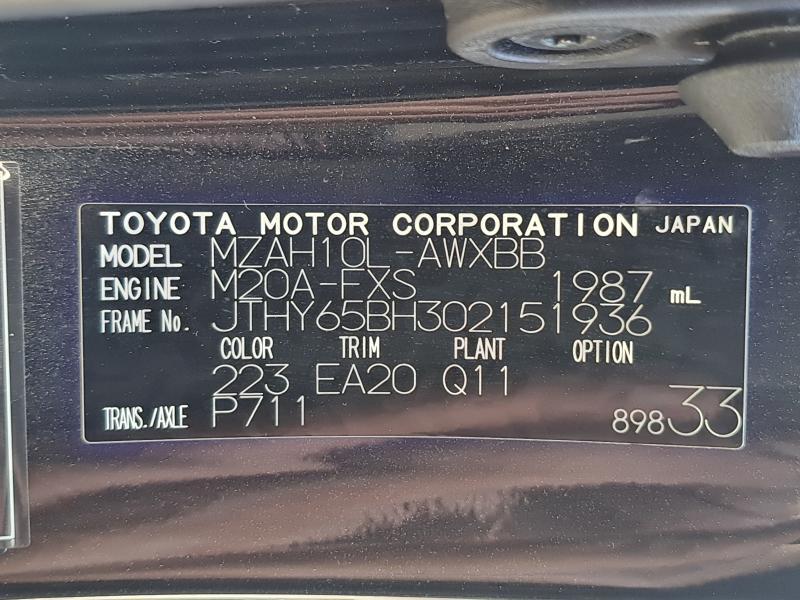 TOYOTA MOTOR CORPORATION JAPAN
MODEL MZAH10L-AWXBB
ENGINE M20A-FXS 1987 mL
FRAME No. JTHY65BH302151936
COLOR TRIM PLANT OPTION
223 EA20 Q11
TRANS./AXLE P711 89833